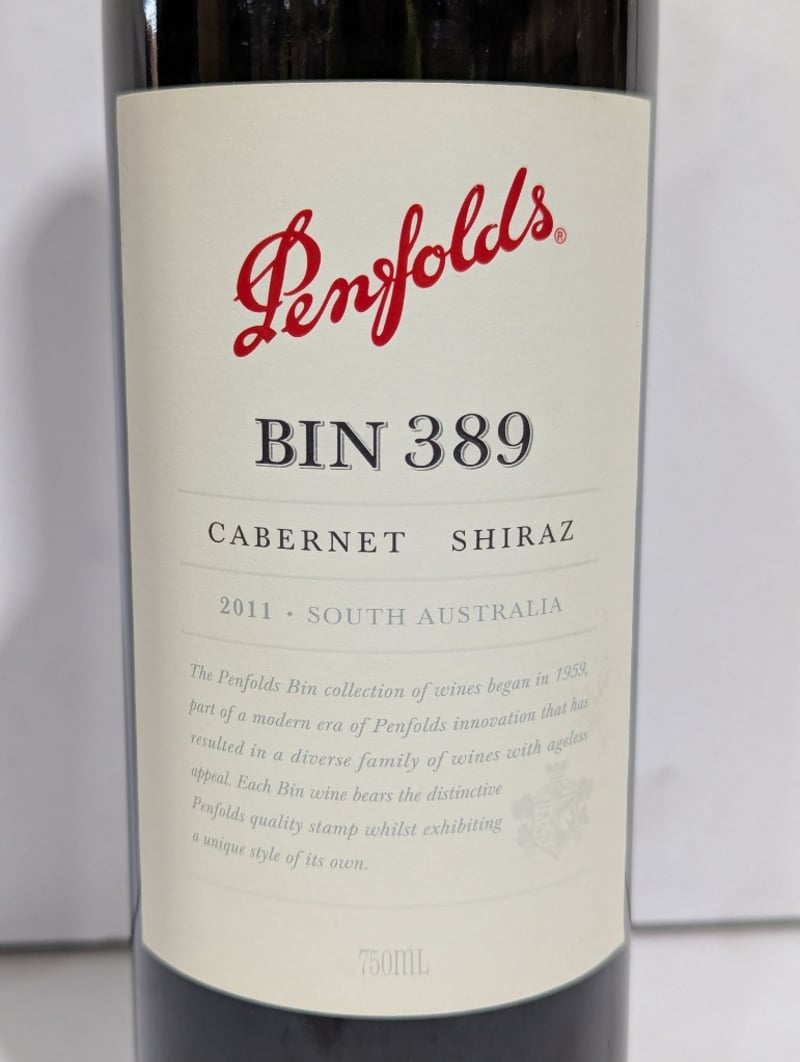 Penfolds®
BIN 389
CABERNET SHIRAZ
2011 • SOUTH AUSTRALIA
The Penfolds Bin collection of wines began in 1959,
part of a modern era of Penfolds innovation that has
resulted in a diverse family of wines with ageless
appeal. Each Bin wine bears the distinctive
Penfolds quality stamp whilst exhibiting
a unique style of its own.
750ML